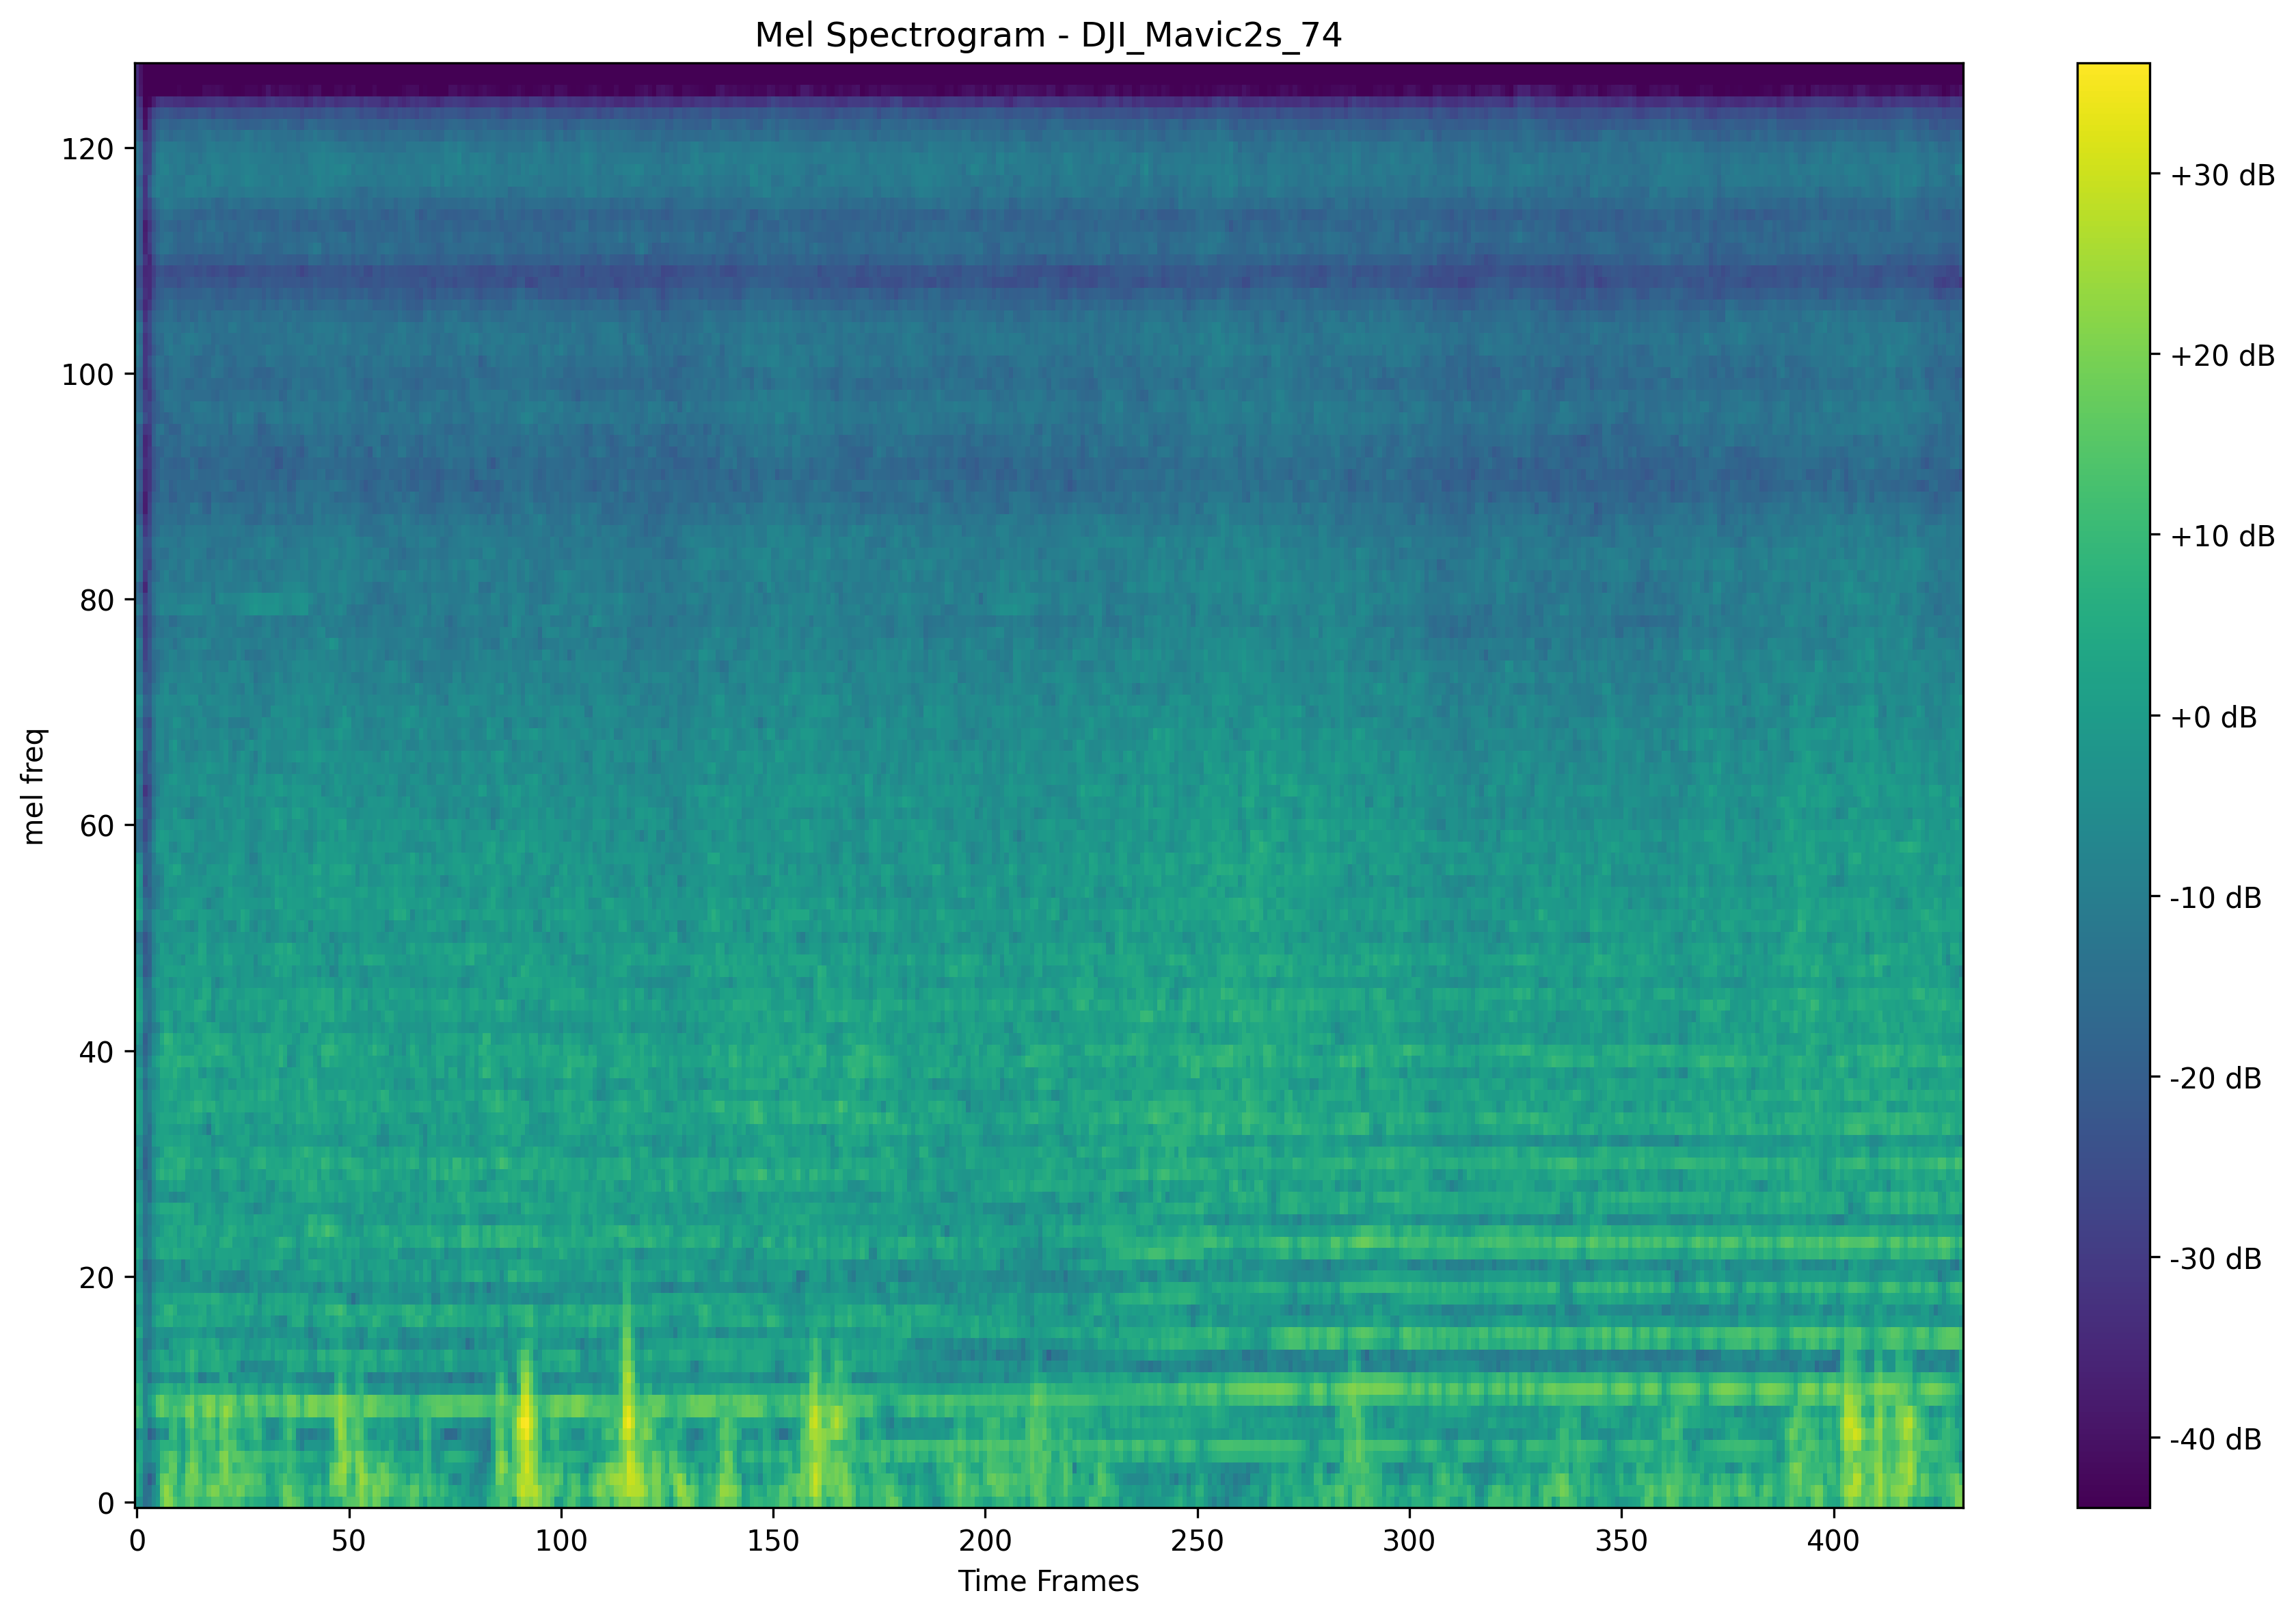 Mel Spectrogram - DJI_Mavic2s_74
mel freq
120
100
80
60
40
20
0
0 50 100 150 200 250 300 350 400
Time Frames
+30 dB
+20 dB
+10 dB
+0 dB
-10 dB
-20 dB
-30 dB
-40 dB